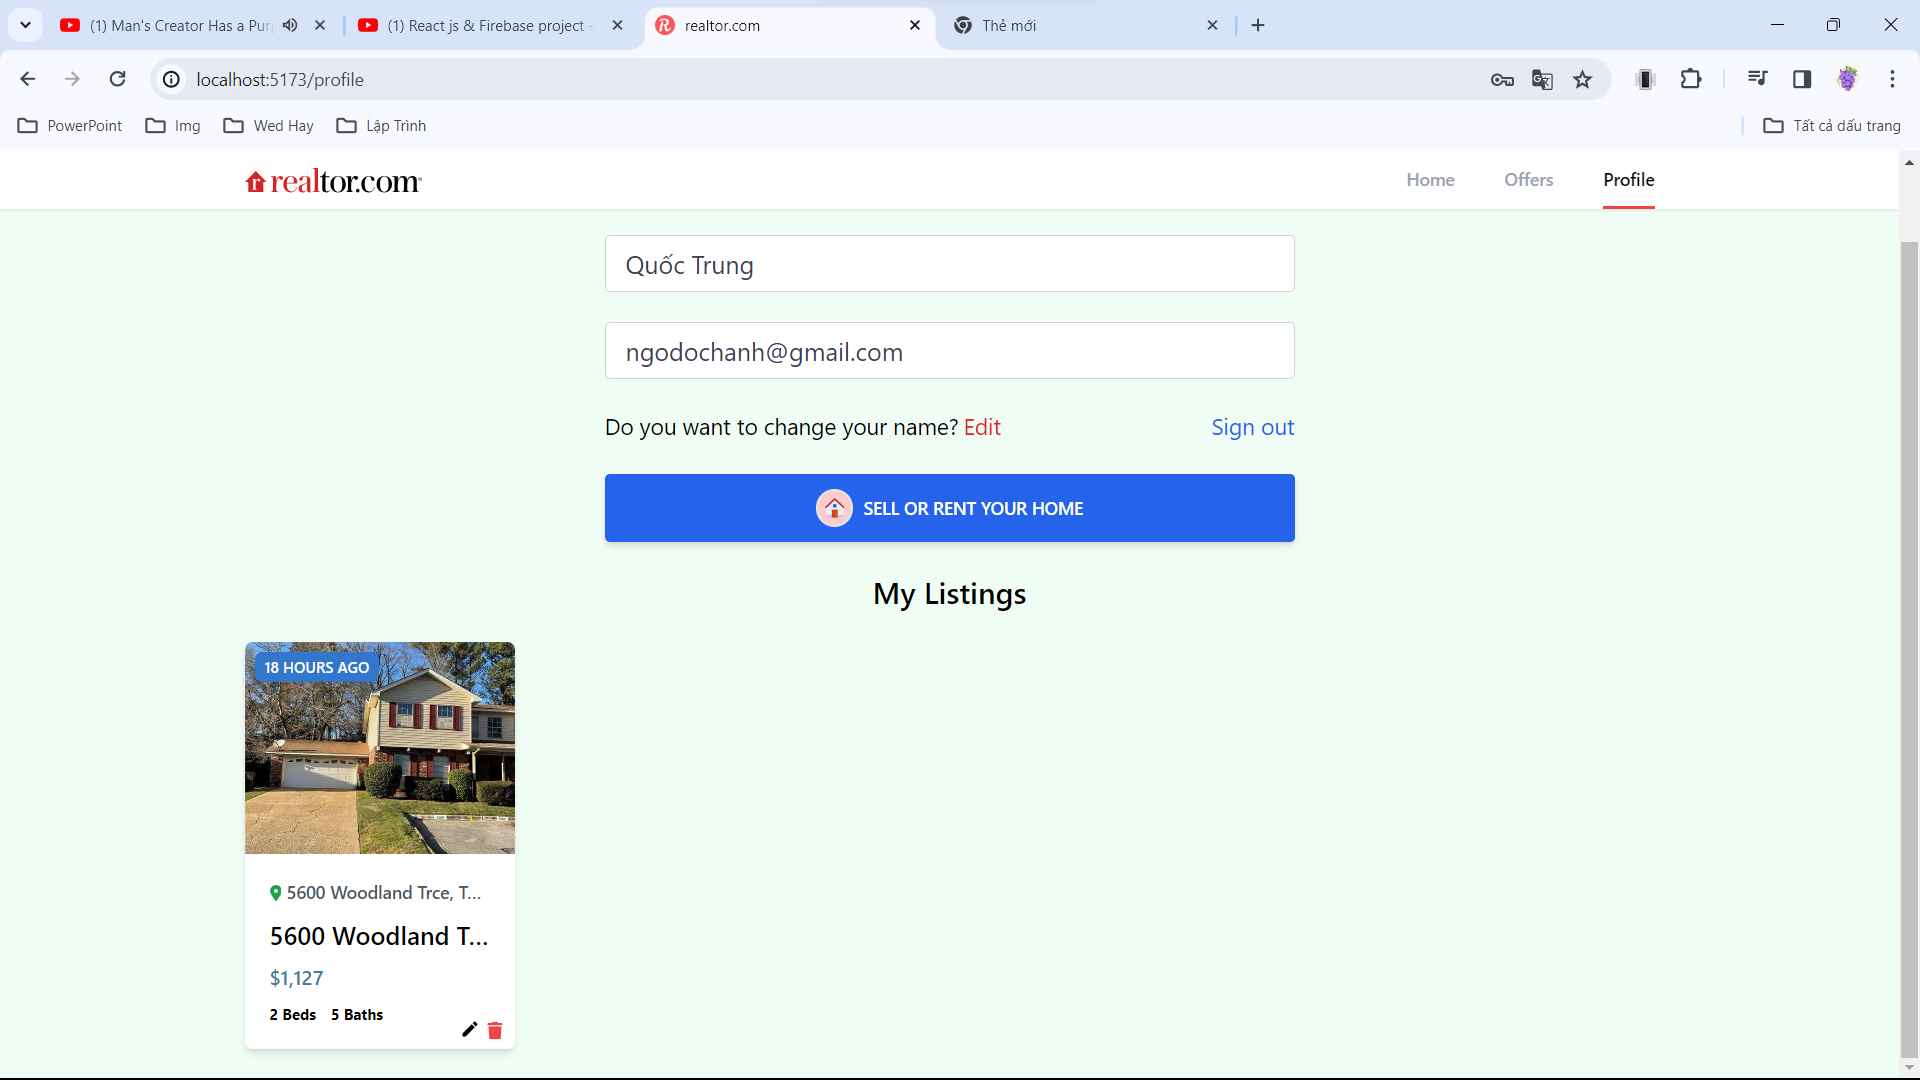 (1) Man's Creator Has a Pur
(1) React js & Firebase project -
realtor.com
Thẻ mới
localhost:5173/profile
PowerPoint
Img
Wed Hay
Lập Trình
Tất cả dấu trang
realtor.com
Home
Offers
Profile
Quốc Trung
ngodochanh@gmail.com
Do you want to change your name? Edit
Sign out
SELL OR RENT YOUR HOME
My Listings
18 HOURS AGO
5600 Woodland Trce, T...
5600 Woodland T...
$1,127
2 Beds 5 Baths